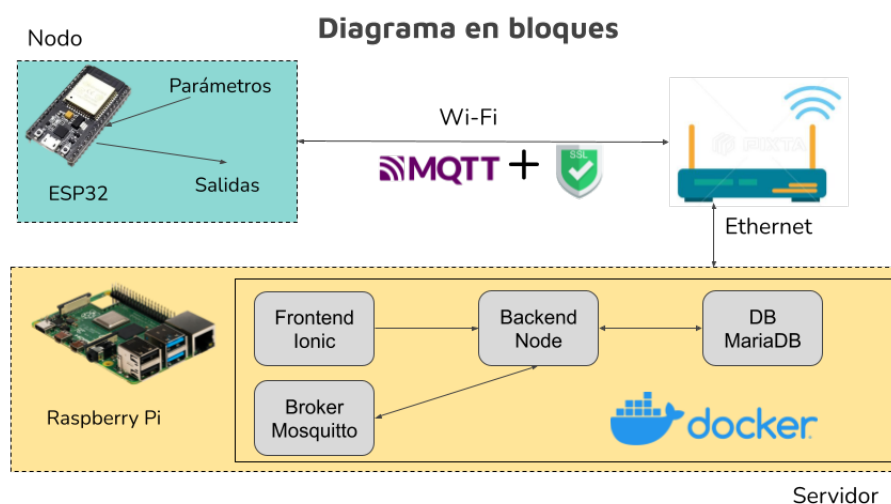 Diagrama en bloques
Nodo
Parámetros
Salidas
ESP32
Wi-Fi
MQTT + SSL
PIXTA
Ethernet
Raspberry Pi
Frontend
Ionic
Backend
Node
DB
MariaDB
Broker
Mosquitto
docker
Servidor